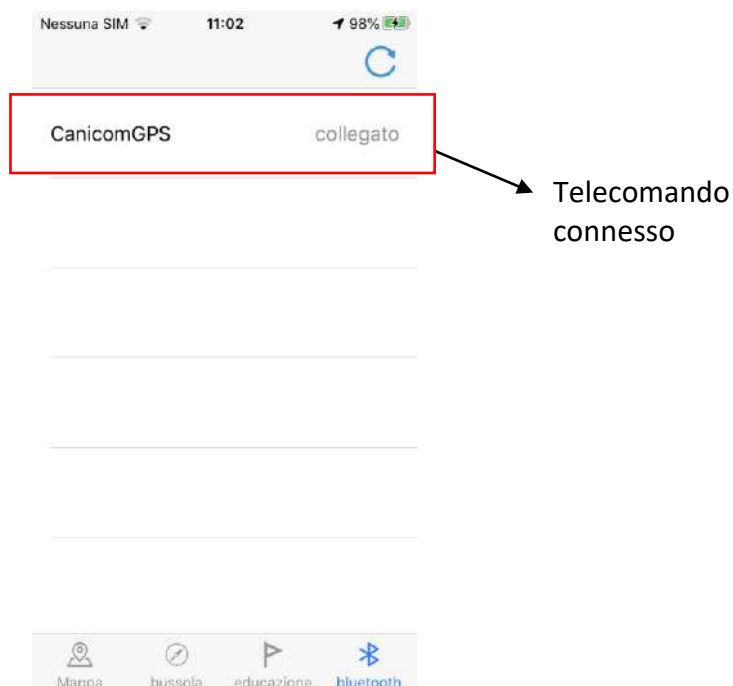 Nessuna SIM 11:02 98%
CanicomGPS collegato
Telecomando
connesso
Mappa bussola educazione bluetooth